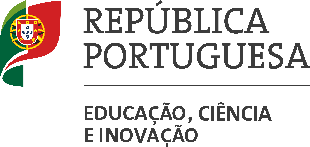 REPÚBLICA
PORTUGUESA
EDUCAÇÃO, CIÊNCIA
E INOVAÇÃO